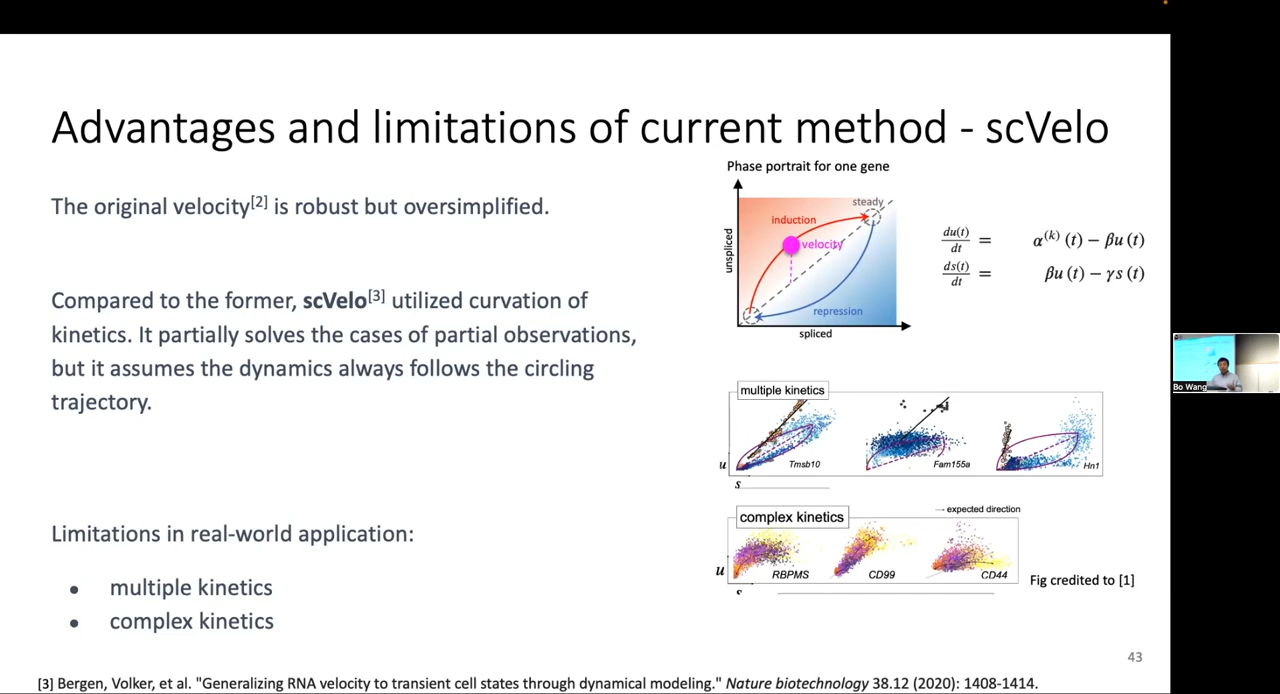 Advantages and limitations of current method - scVelo
The original velocity[2] is robust but oversimplified.
Compared to the former, scVelo[3] utilized curvation of
kinetics. It partially solves the cases of partial observations,
but it assumes the dynamics always follows the circling
trajectory.
Limitations in real-world application:
● multiple kinetics
● complex kinetics
Phase portrait for one gene
steady
induction
velocity
unspliced
repression
spliced
du(t)/dt = α^(k) (t) − βu (t)
ds(t)/dt = βu (t) − γs (t)
multiple kinetics
u
Tmsb10
Fam155a
Hn1
s
→ expected direction
complex kinetics
u
RBPMS
CD99
CD44
Fig credited to [1]
43
[3] Bergen, Volker, et al. "Generalizing RNA velocity to transient cell states through dynamical modeling." Nature biotechnology 38.12 (2020): 1408-1414.
Bo Wang